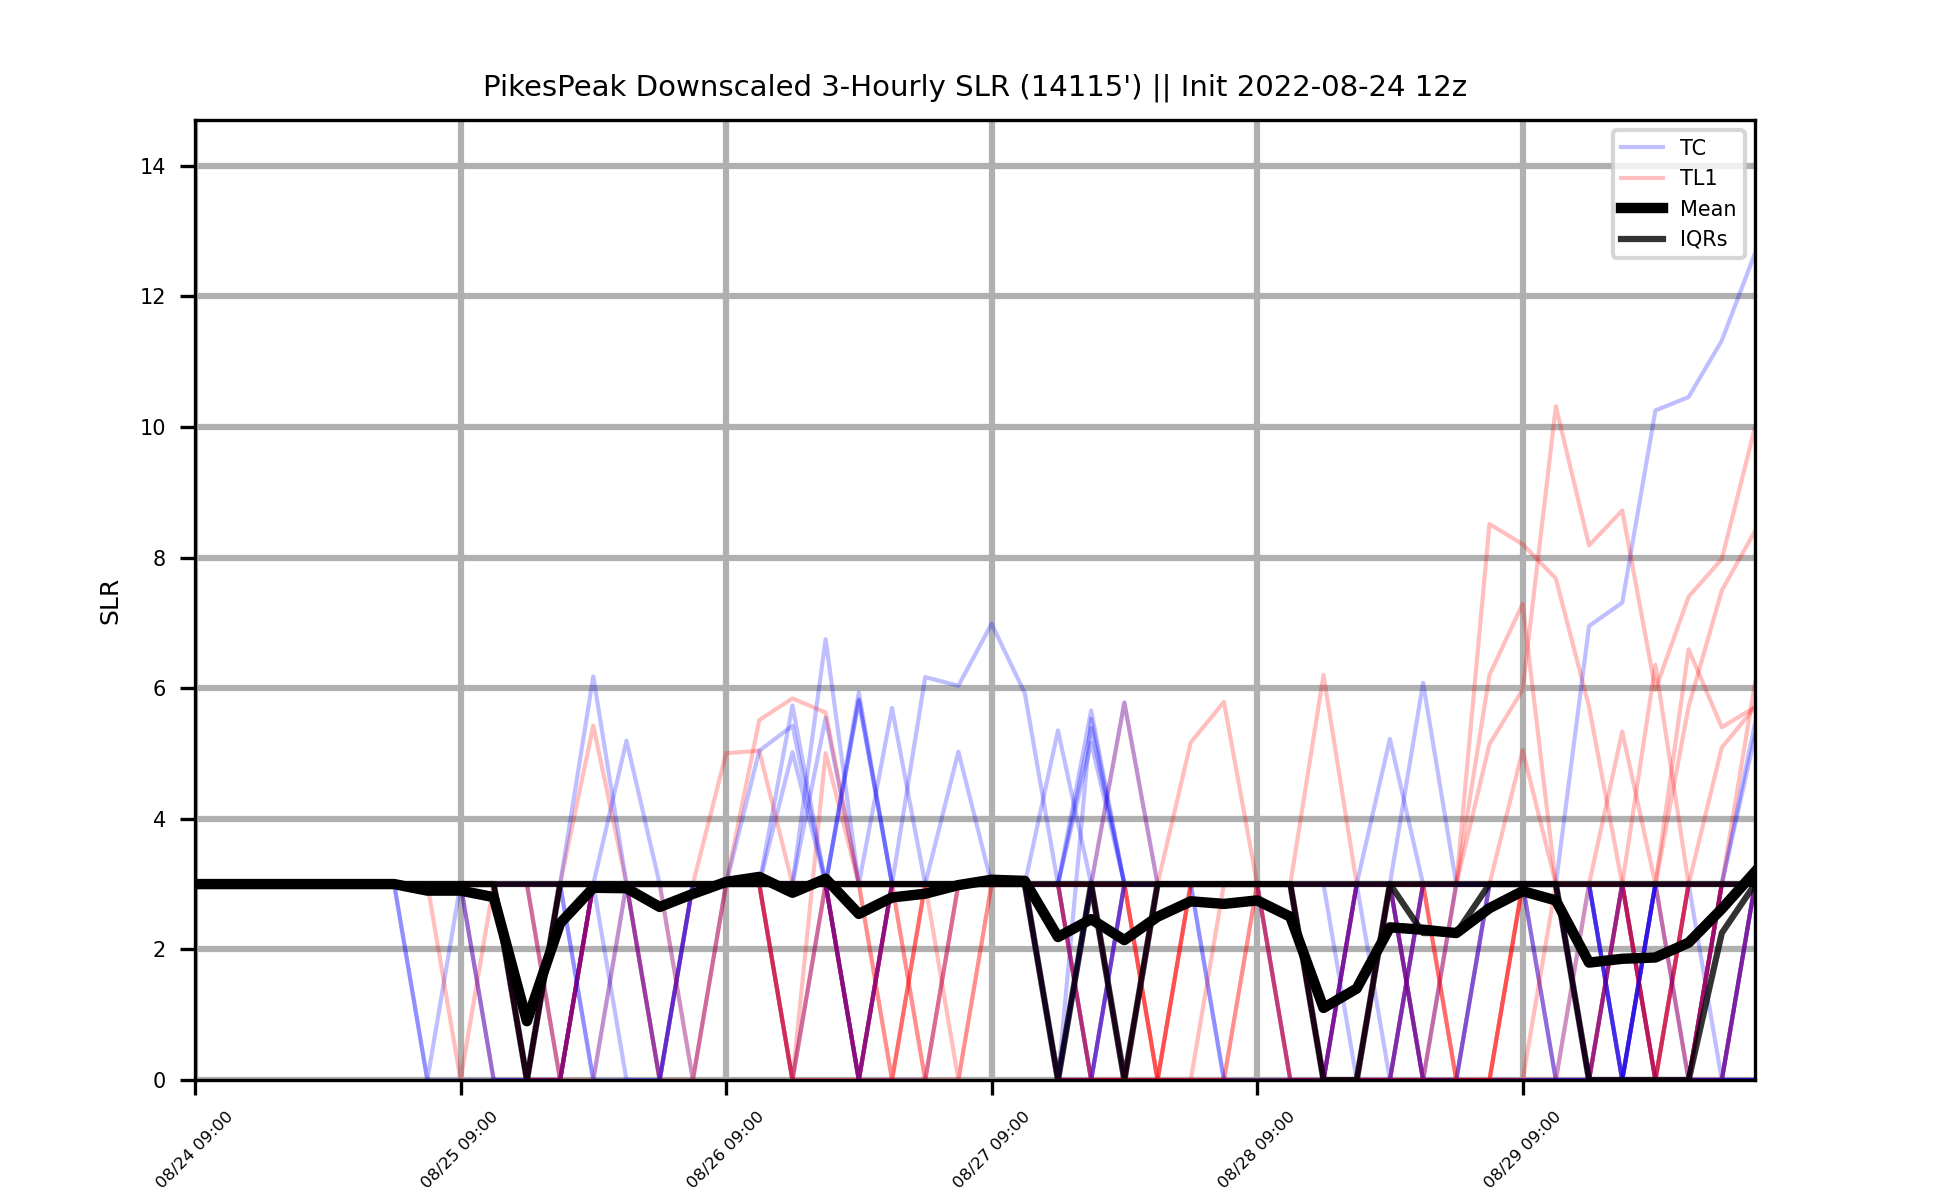 PikesPeak Downscaled 3-Hourly SLR (14115') || Init 2022-08-24 12z
TC
TL1
Mean
IQRs
SLR
14
12
10
8
6
4
2
0
08/24 09:00
08/25 09:00
08/26 09:00
08/27 09:00
08/28 09:00
08/29 09:00